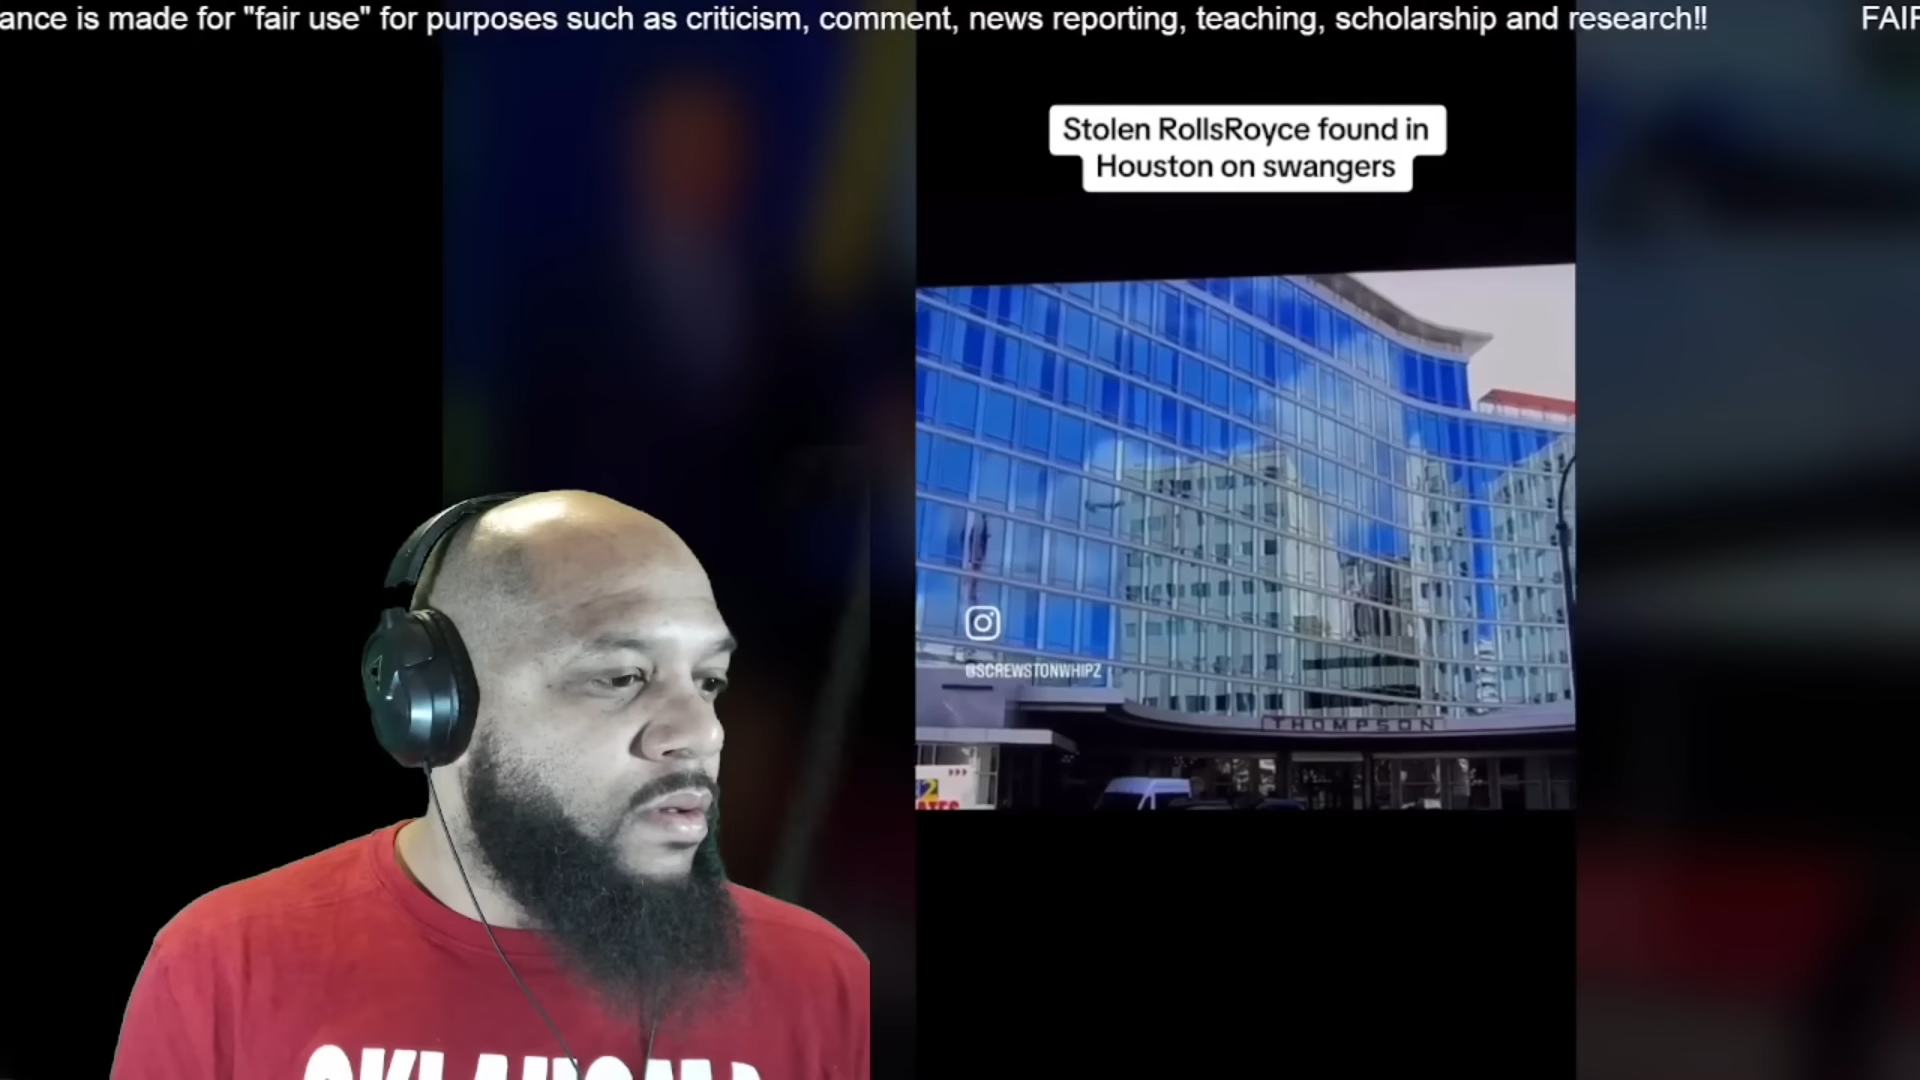 ance is made for "fair use" for purposes such as criticism, comment, news reporting, teaching, scholarship and research!!
FAIR
Stolen RollsRoyce found in
Houston on swangers
@SCREWSTONWHIPZ
THOMPSON
>>>
OKLAHOMA